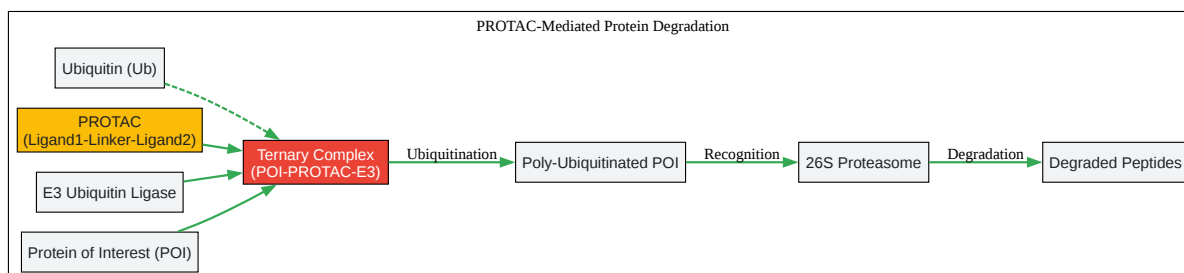 PROTAC-Mediated Protein Degradation
Ubiquitin (Ub)
PROTAC
(Ligand1-Linker-Ligand2)
E3 Ubiquitin Ligase
Protein of Interest (POI)
Ternary Complex
(POI-PROTAC-E3)
Ubiquitination
Poly-Ubiquitinated POI
Recognition
26S Proteasome
Degradation
Degraded Peptides